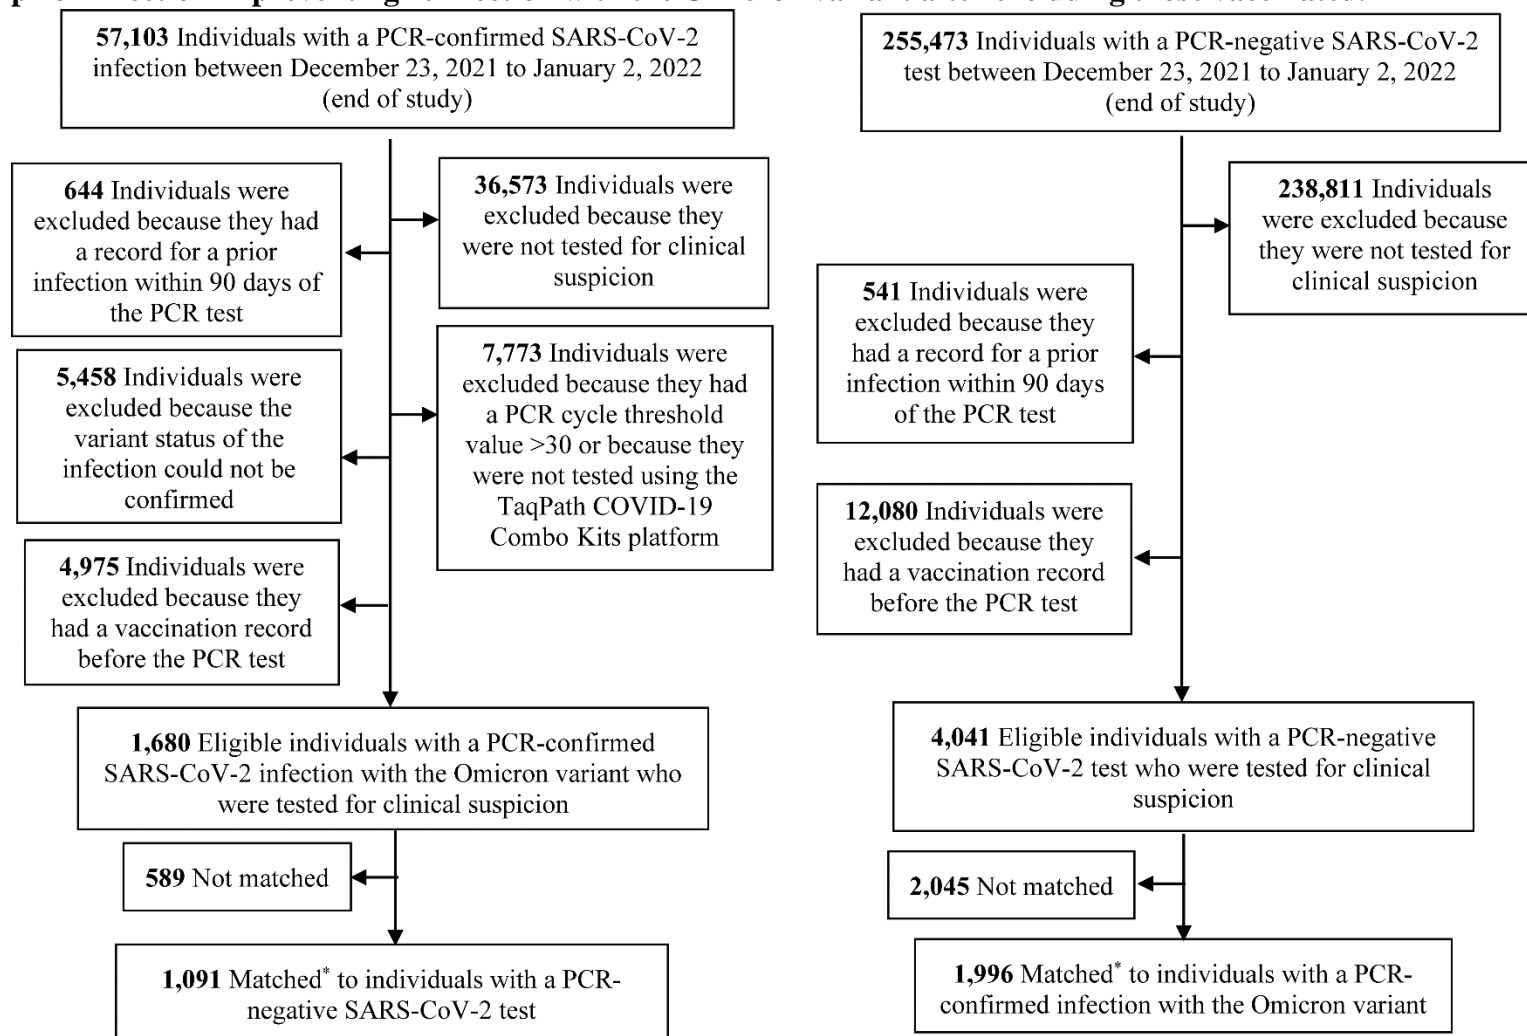 57,103 Individuals with a PCR-confirmed SARS-CoV-2
infection between December 23, 2021 to January 2, 2022
(end of study)
644 Individuals were
excluded because they had
a record for a prior
infection within 90 days of
the PCR test
36,573 Individuals were
excluded because they
were not tested for clinical
suspicion
5,458 Individuals were
excluded because the
variant status of the
infection could not be
confirmed
7,773 Individuals were
excluded because they had
a PCR cycle threshold
value >30 or because they
were not tested using the
TaqPath COVID-19
Combo Kits platform
4,975 Individuals were
excluded because they
had a vaccination record
before the PCR test
1,680 Eligible individuals with a PCR-confirmed
SARS-CoV-2 infection with the Omicron variant who
were tested for clinical suspicion
589 Not matched
1,091 Matched* to individuals with a PCR-
negative SARS-CoV-2 test
255,473 Individuals with a PCR-negative SARS-CoV-2
test between December 23, 2021 to January 2, 2022
(end of study)
238,811 Individuals
were excluded because
they were not tested for
clinical suspicion
541 Individuals were
excluded because they
had a record for a prior
infection within 90 days
of the PCR test
12,080 Individuals were
excluded because they
had a vaccination record
before the PCR test
4,041 Eligible individuals with a PCR-negative
SARS-CoV-2 test who were tested for clinical
suspicion
2,045 Not matched
1,996 Matched* to individuals with a PCR-
confirmed infection with the Omicron variant